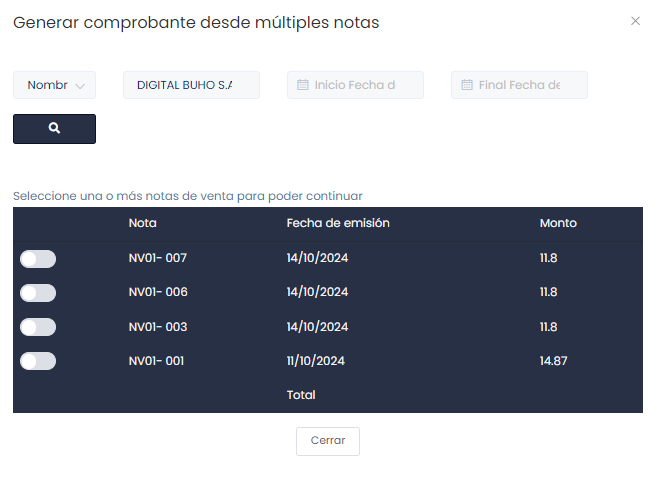 Generar comprobante desde múltiples notas
Nombr DIGITAL BUHO S.A Inicio Fecha d Final Fecha de
Seleccione una o más notas de venta para poder continuar
Nota Fecha de emisión Monto
NV01- 007 14/10/2024 11.8
NV01- 006 14/10/2024 11.8
NV01- 003 14/10/2024 11.8
NV01- 001 11/10/2024 14.87
Total
Cerrar